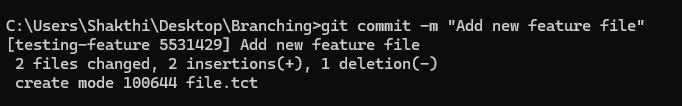 C:\Users\Shakthi\Desktop\Branching>git commit -m "Add new feature file"
[testing-feature 5531429] Add new feature file
 2 files changed, 2 insertions(+), 1 deletion(-)
 create mode 100644 file.tct